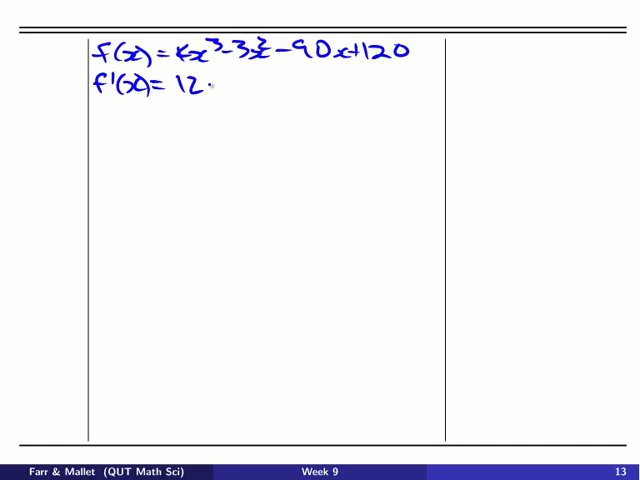 f(x) = 4x³-3x²-90x+120
f'(x) = 12
Farr & Mallet (QUT Math Sci) Week 9 13